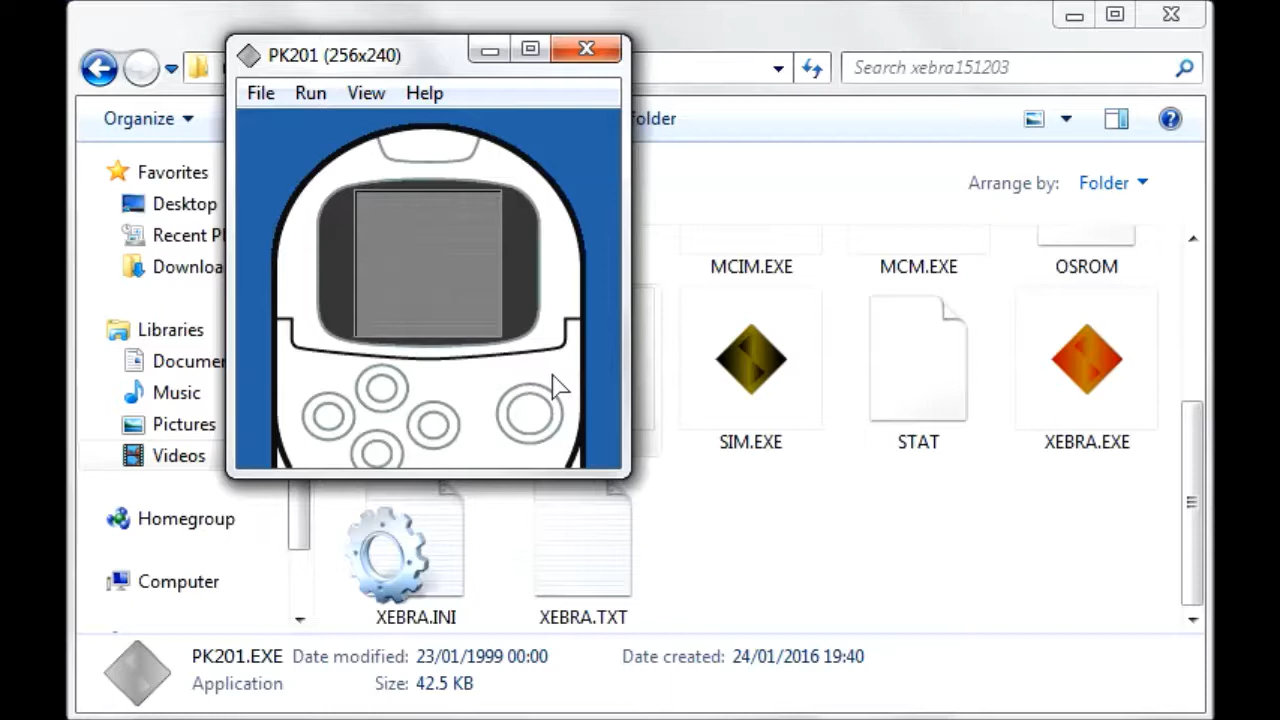 PK201 (256x240)
File Run View Help
Search xebra151203
Organize
folder
Favorites
Desktop
Recent
Libraries
Music
Pictures
Videos
Homegroup
Computer
Arrange by: Folder
MCIM.EXE
MCM.EXE
OSROM
SIM.EXE
STAT
XEBRA.EXE
XEBRA.INI
XEBRA.TXT
PK201.EXE Date modified: 23/01/1999 00:00 Date created: 24/01/2016 19:40
Application Size: 42.5 KB